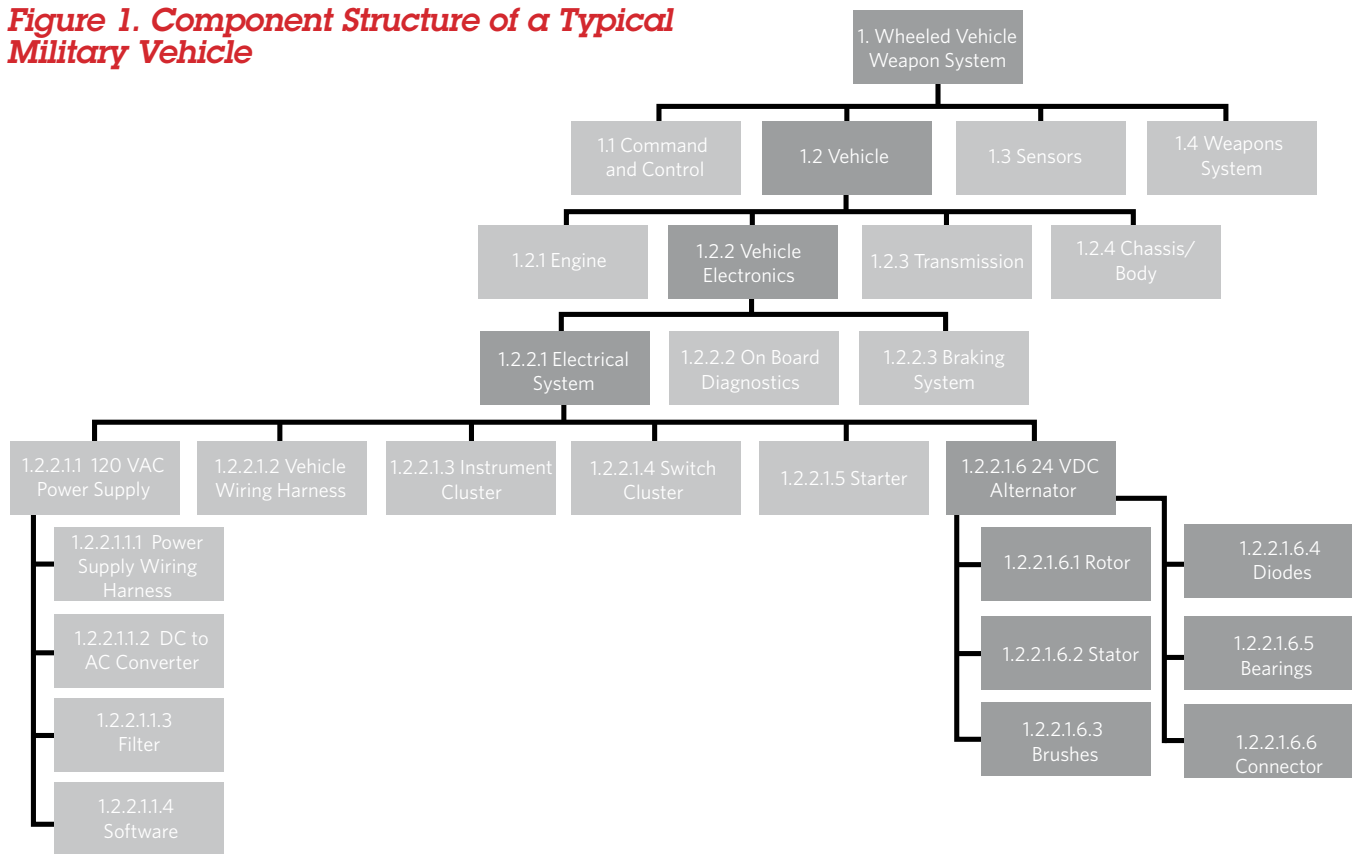 Figure 1. Component Structure of a Typical
Military Vehicle
1. Wheeled Vehicle
Weapon System
1.1 Command
and Control
1.2 Vehicle
1.3 Sensors
1.4 Weapons
System
1.2.1 Engine
1.2.2 Vehicle
Electronics
1.2.3 Transmission
1.2.4 Chassis/
Body
1.2.2.1 Electrical
System
1.2.2.2 On Board
Diagnostics
1.2.2.3 Braking
System
1.2.2.1.1 120 VAC
Power Supply
1.2.2.1.2 Vehicle
Wiring Harness
1.2.2.1.3 Instrument
Cluster
1.2.2.1.4 Switch
Cluster
1.2.2.1.5 Starter
1.2.2.1.6 24 VDC
Alternator
1.2.2.1.1.1 Power
Supply Wiring
Harness
1.2.2.1.1.2 DC to
AC Converter
1.2.2.1.1.3
Filter
1.2.2.1.1.4
Software
1.2.2.1.6.1 Rotor
1.2.2.1.6.2 Stator
1.2.2.1.6.3
Brushes
1.2.2.1.6.4
Diodes
1.2.2.1.6.5
Bearings
1.2.2.1.6.6
Connector